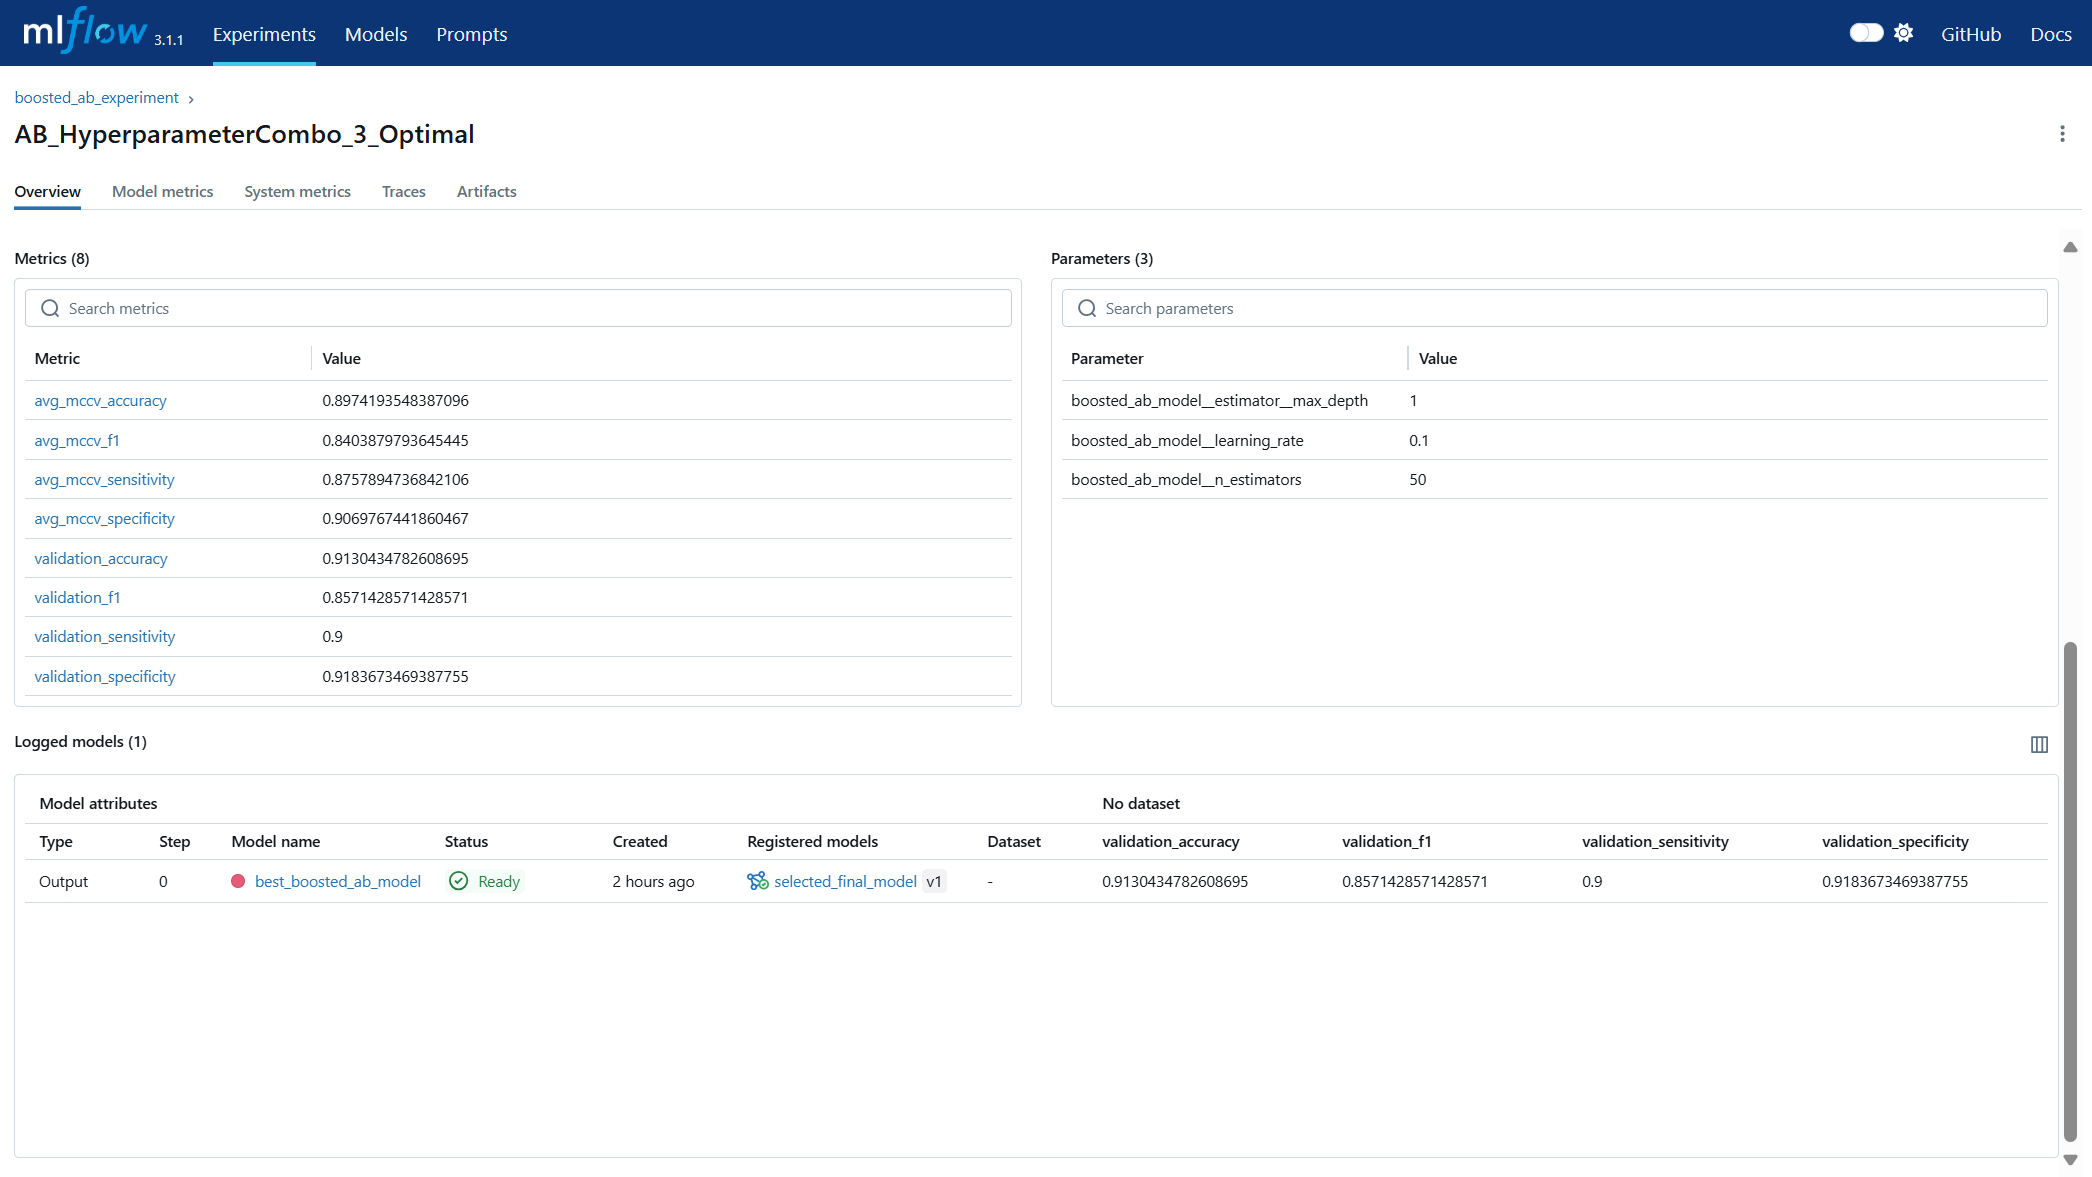 mlflow 3.1.1 Experiments Models Prompts GitHub Docs
boosted_ab_experiment ›
AB_HyperparameterCombo_3_Optimal
Overview Model metrics System metrics Traces Artifacts
Metrics (8) Parameters (3)
Search metrics Search parameters
Metric Value Parameter Value
avg_mccv_accuracy 0.8974193548387096 boosted_ab_model__estimator__max_depth 1
avg_mccv_f1 0.8403879793645445 boosted_ab_model__learning_rate 0.1
avg_mccv_sensitivity 0.8757894736842106 boosted_ab_model__n_estimators 50
avg_mccv_specificity 0.9069767441860467
validation_accuracy 0.9130434782608695
validation_f1 0.8571428571428571
validation_sensitivity 0.9
validation_specificity 0.9183673469387755
Logged models (1)
Model attributes No dataset
Type Step Model name Status Created Registered models Dataset validation_accuracy validation_f1 validation_sensitivity validation_specificity
Output 0 best_boosted_ab_model Ready 2 hours ago selected_final_model v1 - 0.9130434782608695 0.8571428571428571 0.9 0.9183673469387755